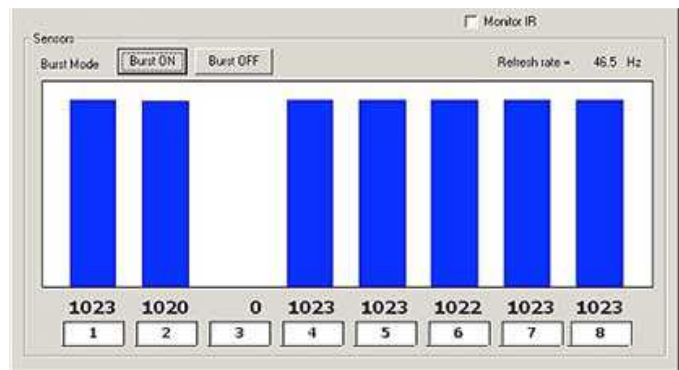 Monitor IR
Sensors
Burst Mode Burst ON Burst OFF Refresh rate = 46.5 Hz
1023 1020 0 1023 1023 1022 1023 1023
1 2 3 4 5 6 7 8